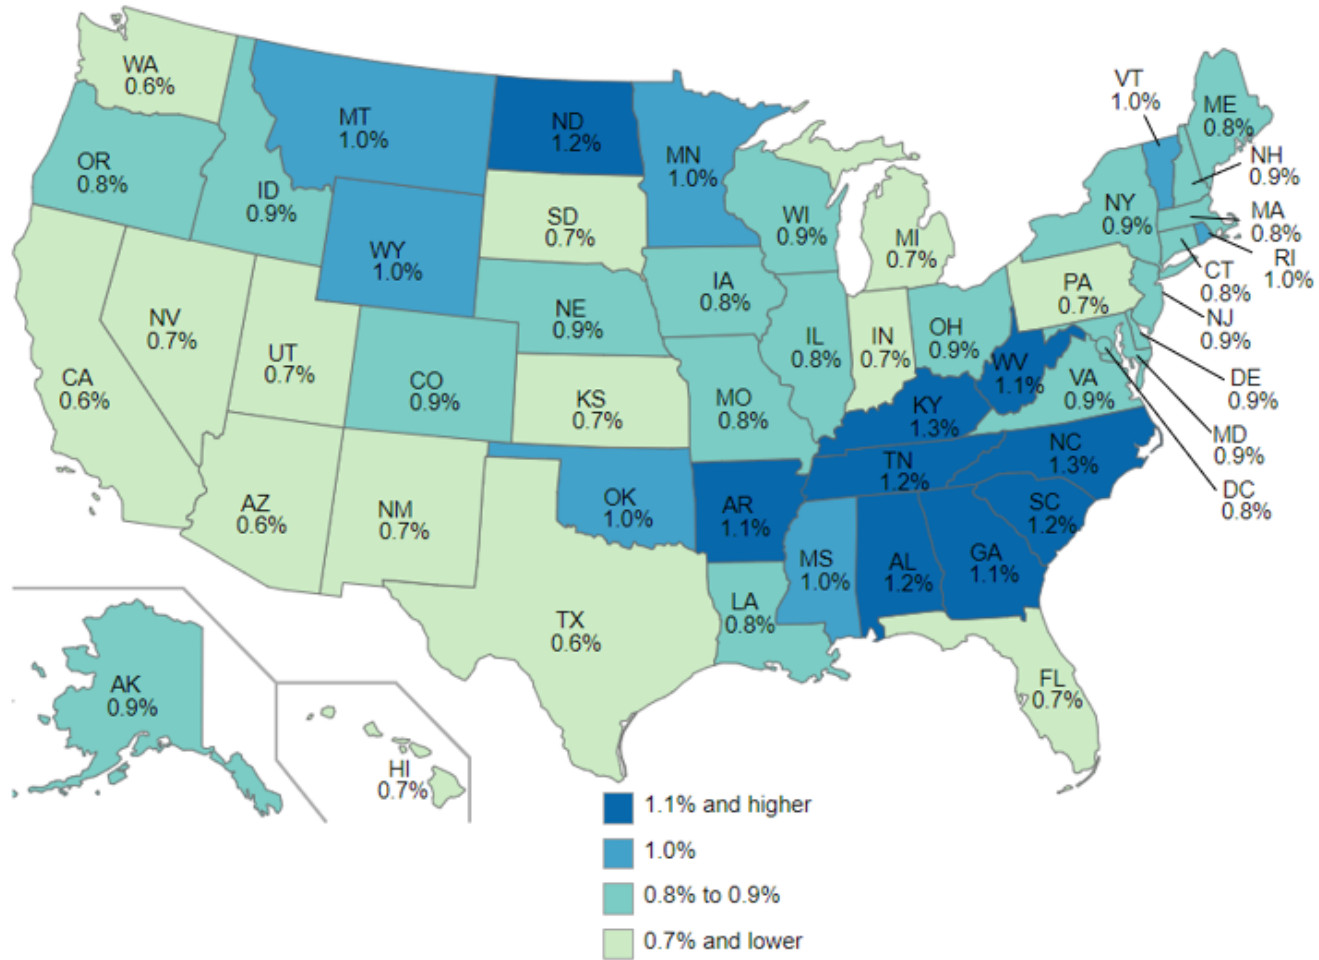 WA
0.6%
MT
1.0%
ND
1.2%
MN
1.0%
VT
1.0%
ME
0.8%
NH
0.9%
OR
0.8%
ID
0.9%
WY
1.0%
SD
0.7%
WI
0.9%
MI
0.7%
NY
0.9%
MA
0.8%
RI
1.0%
CT
0.8%
NJ
0.9%
NV
0.7%
UT
0.7%
CA
0.6%
CO
0.9%
NE
0.9%
IA
0.8%
IL
0.8%
IN
0.7%
OH
0.9%
PA
0.7%
WV
1.1%
VA
0.9%
DE
0.9%
MD
0.9%
DC
0.8%
KS
0.7%
MO
0.8%
KY
1.3%
TN
1.2%
NC
1.3%
SC
1.2%
AZ
0.6%
NM
0.7%
OK
1.0%
AR
1.1%
MS
1.0%
AL
1.2%
GA
1.1%
LA
0.8%
TX
0.6%
FL
0.7%
AK
0.9%
HI
0.7%
1.1% and higher
1.0%
0.8% to 0.9%
0.7% and lower